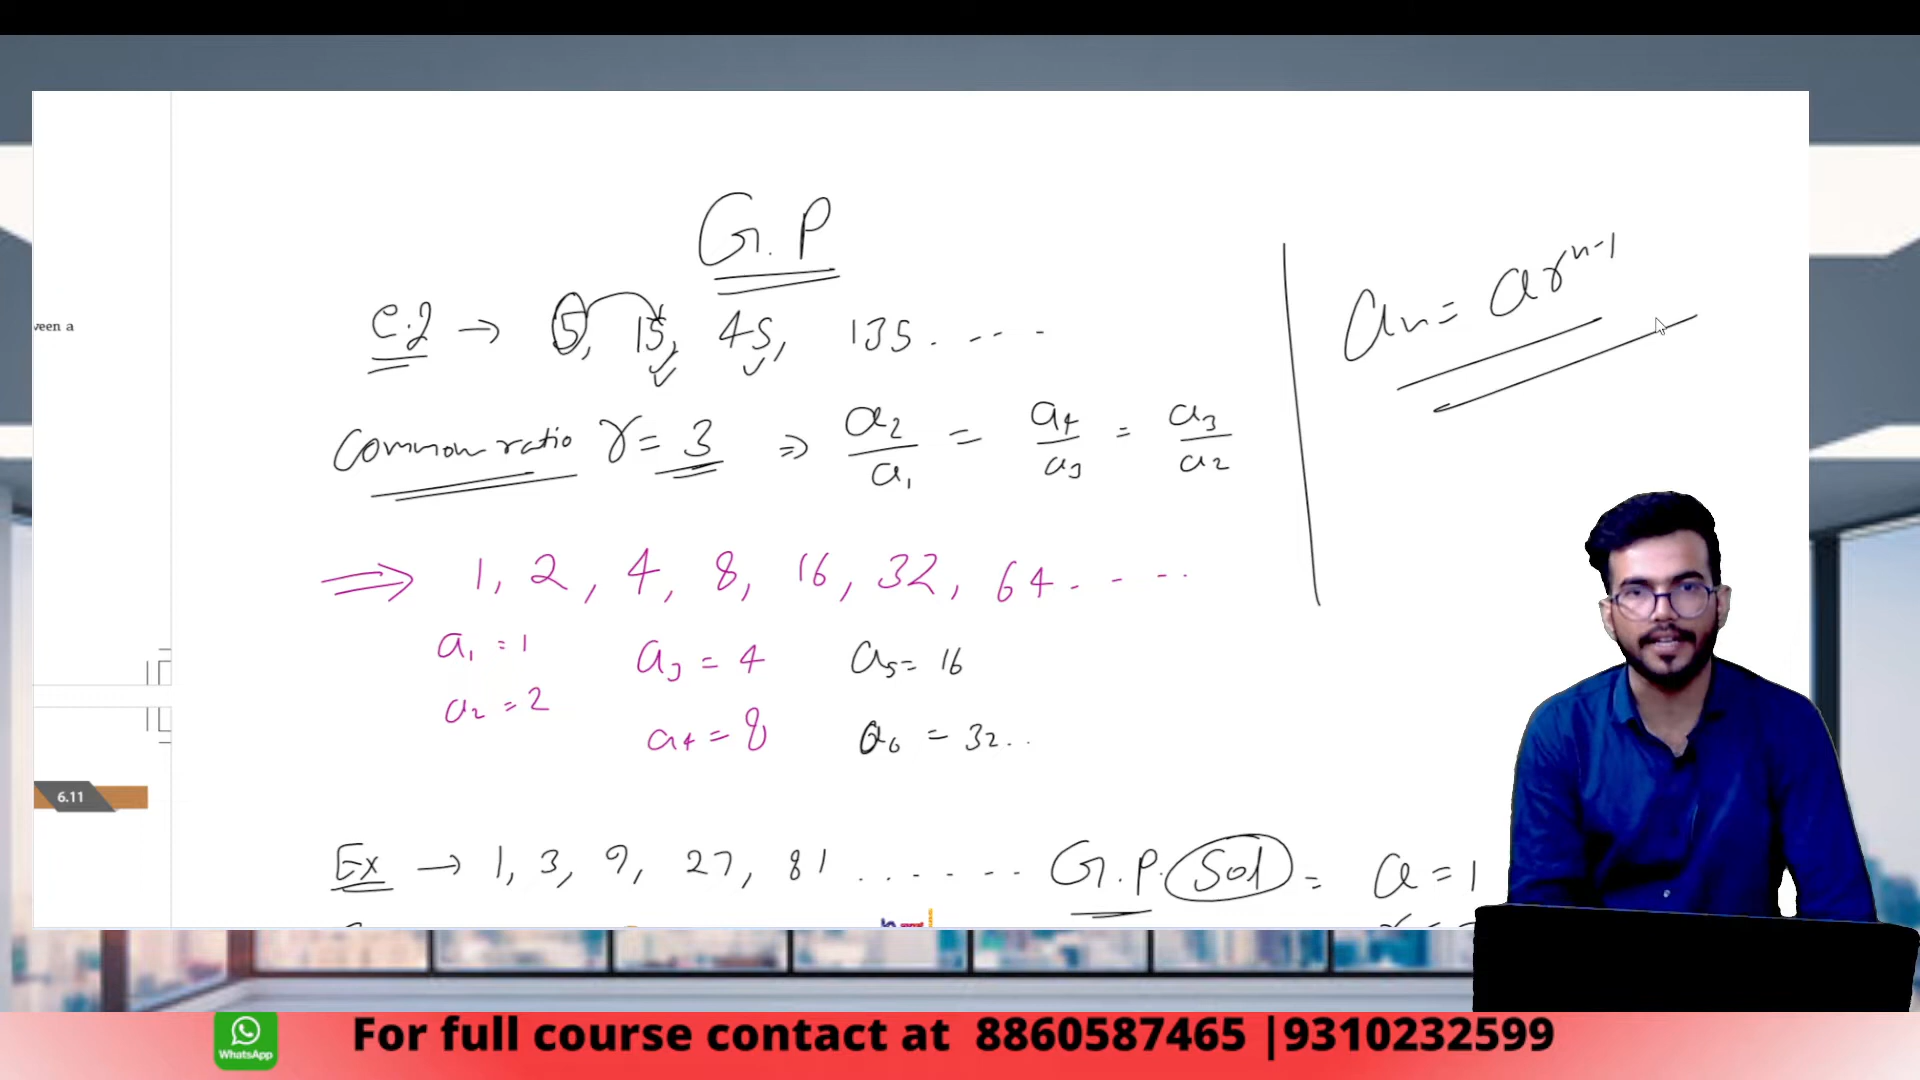 G.P
e.g → 5, 15, 45, 135. - - -
Common ratio r = 3 ⇒ a₂/a₁ = a₄/a₃ = a₃/a₂
aₙ = arⁿ⁻¹
veen a
⇒ 1, 2, 4, 8, 16, 32, 64. - - -
a₁ = 1 a₃ = 4 a₅ = 16
a₂ = 2 a₄ = 8 a₆ = 32..
6.11
Ex → 1, 3, 9, 27, 81 ...... G.P. Sol = a = 1
WhatsApp
For full course contact at 8860587465 |9310232599